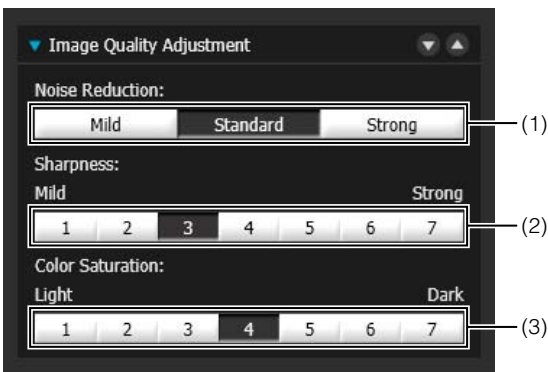 Image Quality Adjustment
Noise Reduction:
Mild Standard Strong (1)
Sharpness:
Mild Strong
1 2 3 4 5 6 7 (2)
Color Saturation:
Light Dark
1 2 3 4 5 6 7 (3)